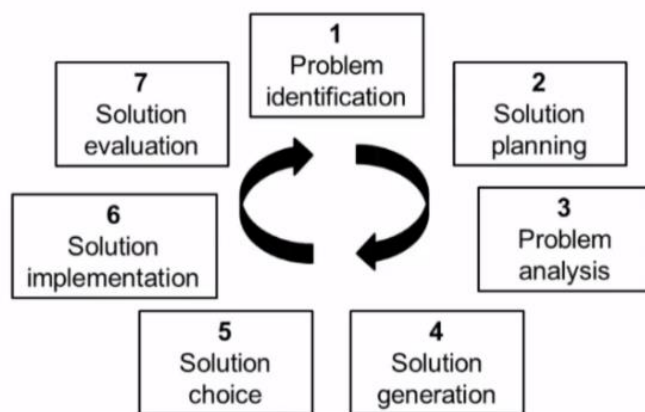 1
Problem
identification
2
Solution
planning
3
Problem
analysis
4
Solution
generation
5
Solution
choice
6
Solution
implementation
7
Solution
evaluation